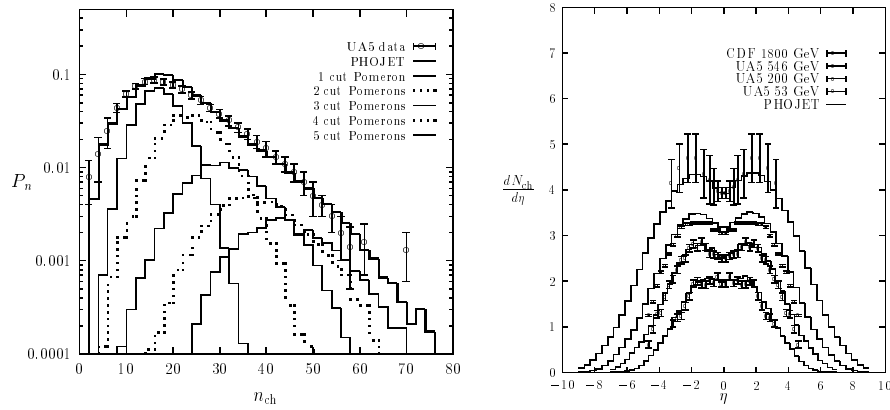 0.1
0.01
0.001
0.0001
P_n
0
10
20
30
40
50
60
70
80
n_ch
UA5 data
PHOJET
1 cut Pomeron
2 cut Pomerons
3 cut Pomerons
4 cut Pomerons
5 cut Pomerons
8
7
6
5
4
3
2
1
0
dN_ch
dη
−10
−8
−6
−4
−2
0
2
4
6
8
10
η
CDF 1800 GeV
UA5 546 GeV
UA5 200 GeV
UA5 53 GeV
PHOJET